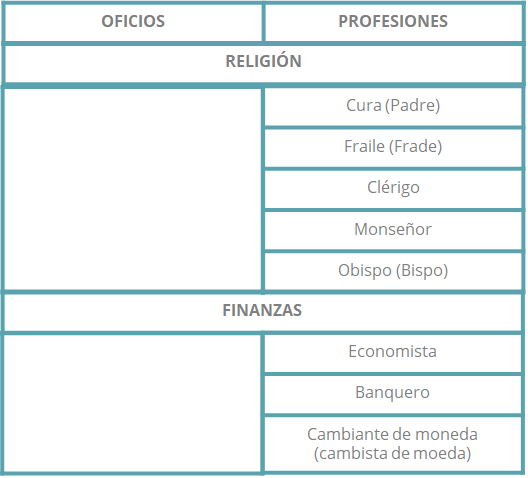 OFICIOS PROFESIONES
RELIGIÓN
Cura (Padre)
Fraile (Frade)
Clérigo
Monseñor
Obispo (Bispo)
FINANZAS
Economista
Banquero
Cambiante de moneda
(cambista de moeda)